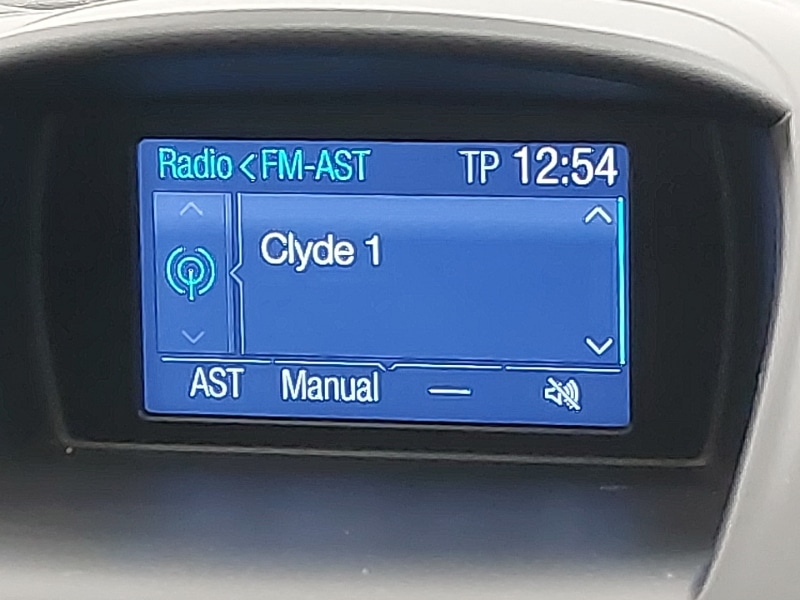 Radio < FM-AST TP 12:54
Clyde 1
AST Manual —